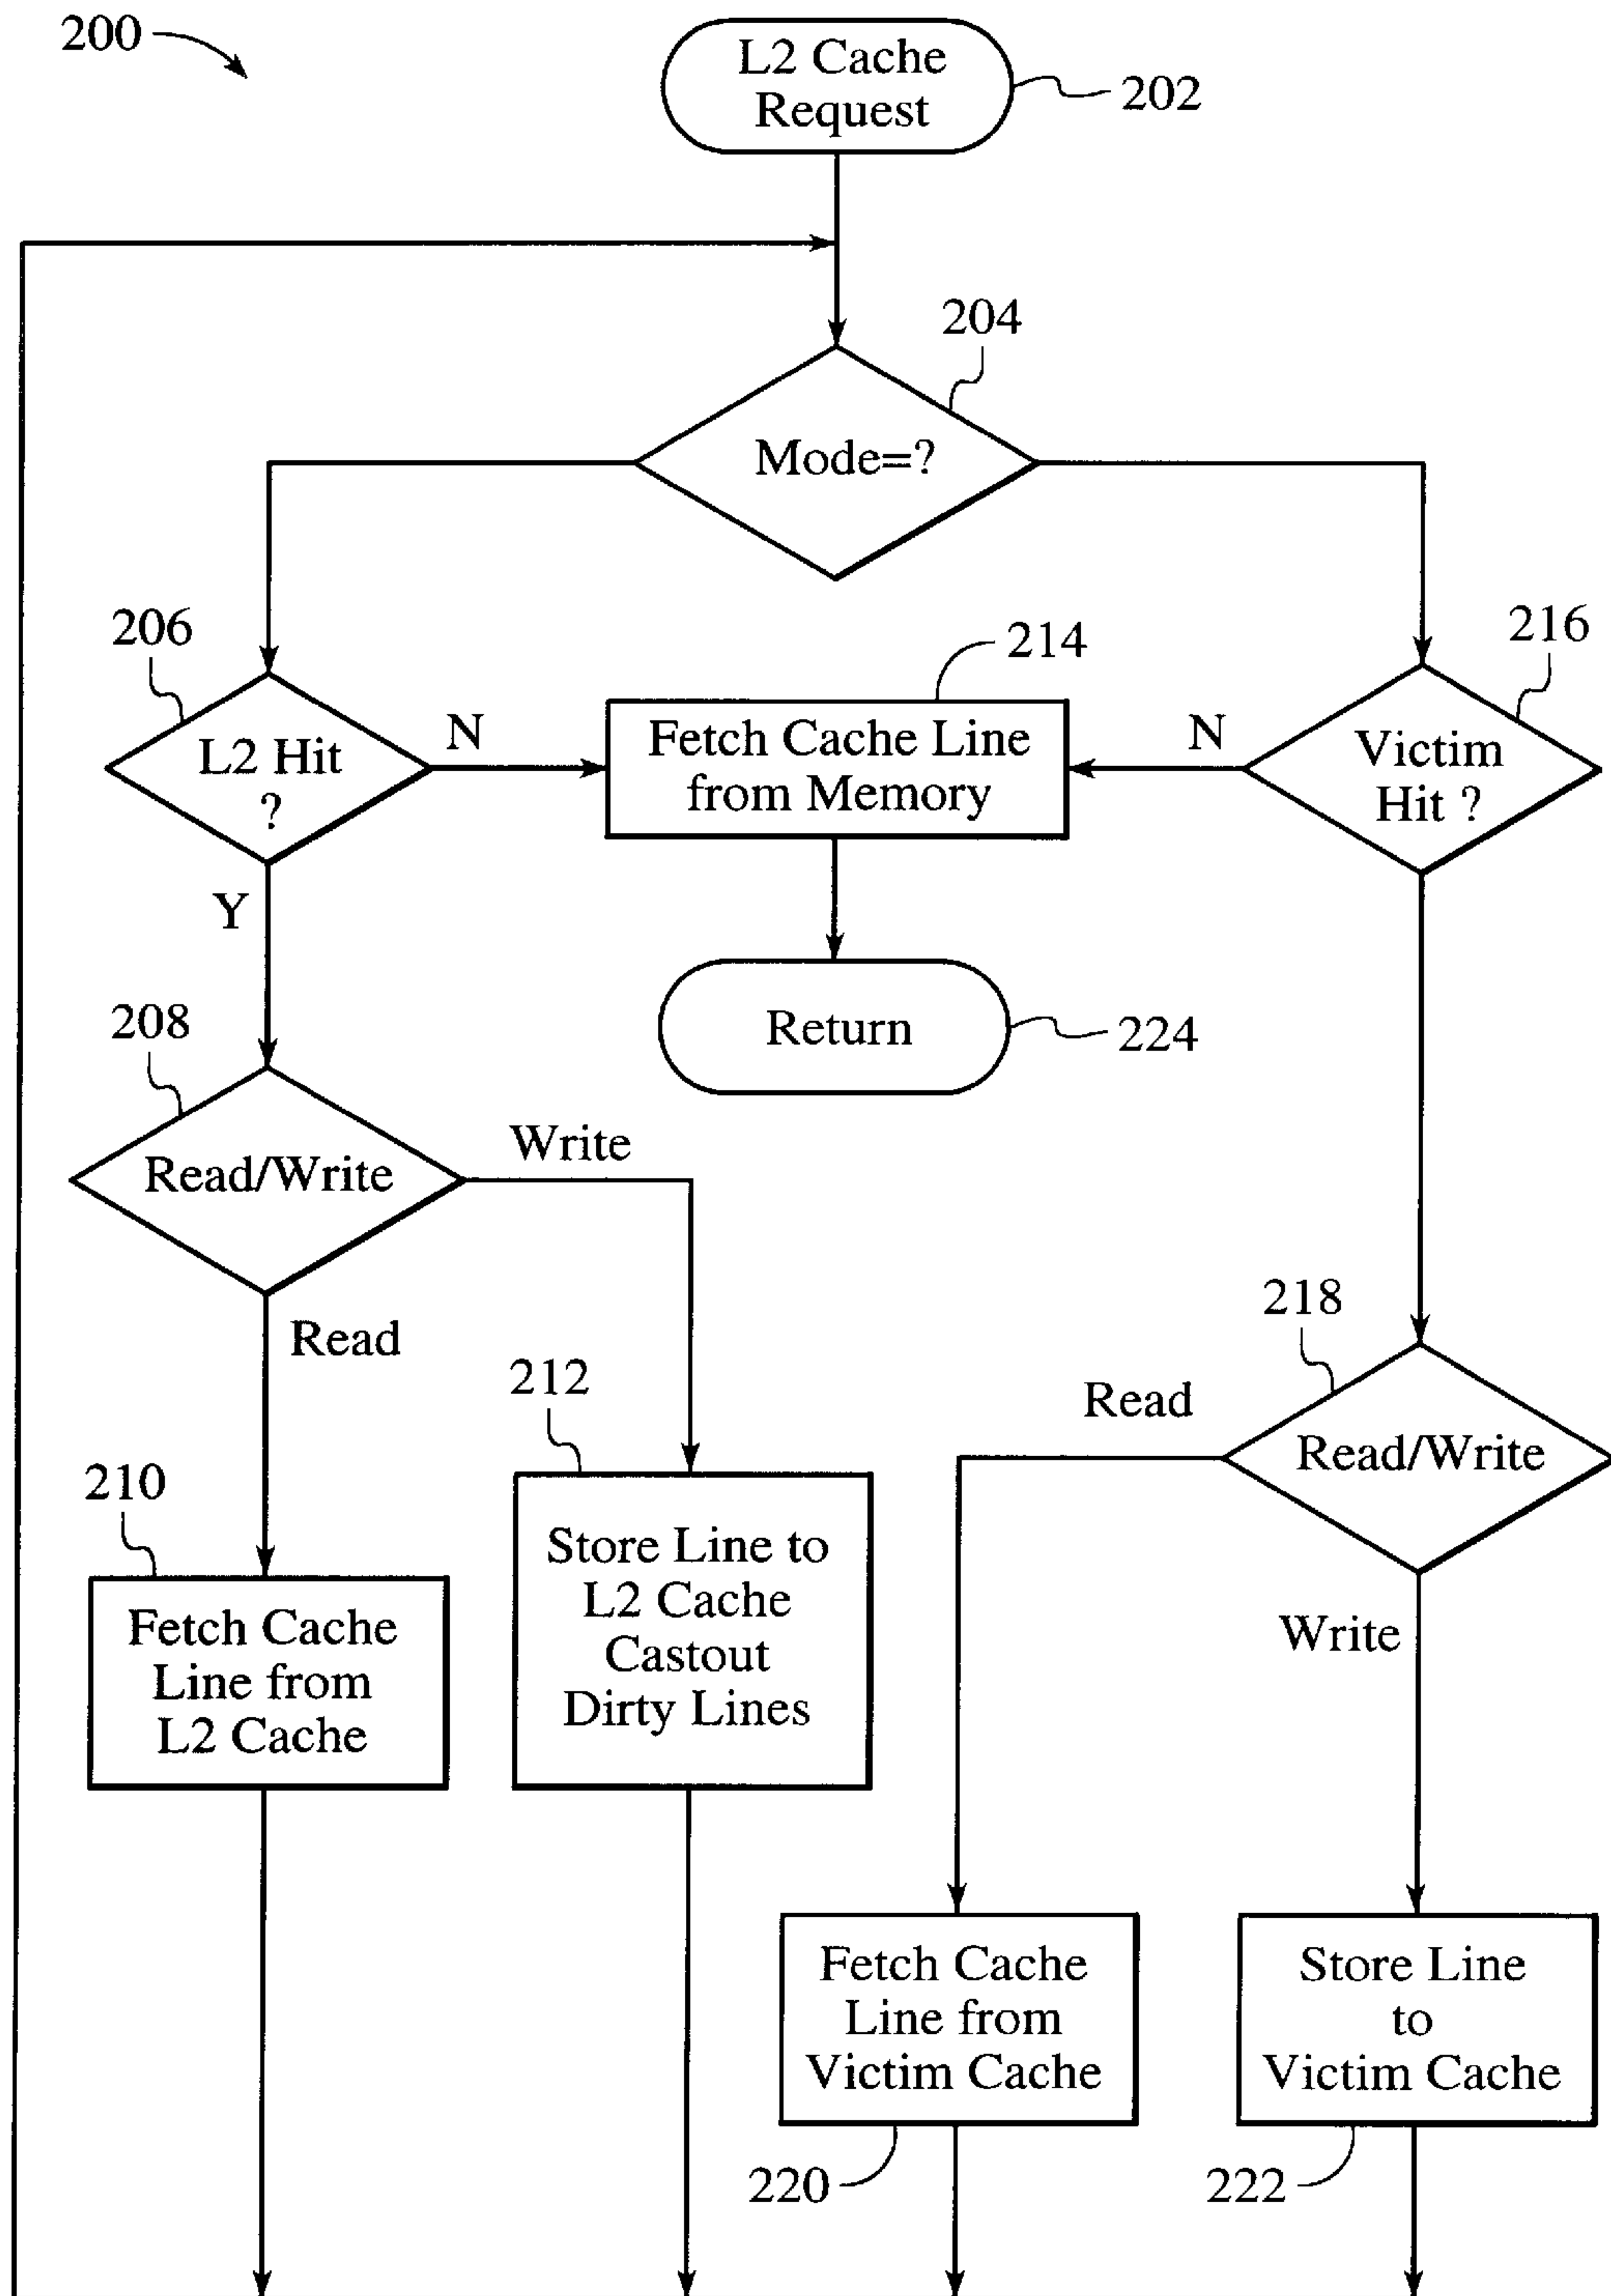 200
L2 Cache
Request
202
204
Mode=?
206
214
216
L2 Hit
?
N
Fetch Cache Line
from Memory
N
Victim
Hit ?
Y
208
Return
224
Read/Write
Write
Read
218
212
Read
Read/Write
210
Store Line to
L2 Cache
Castout
Dirty Lines
Fetch Cache
Line from
L2 Cache
Write
Fetch Cache
Line from
Victim Cache
Store Line
to
Victim Cache
220
222